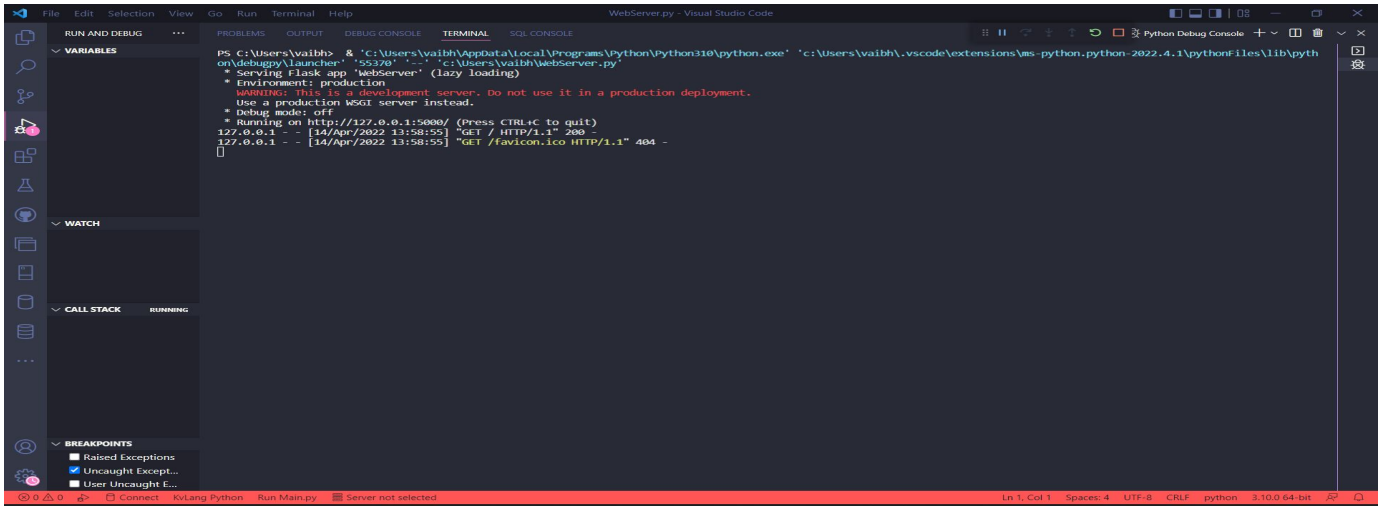 File Edit Selection View Go Run Terminal Help WebServer.py - Visual Studio Code
RUN AND DEBUG ... PROBLEMS OUTPUT DEBUG CONSOLE TERMINAL SQL CONSOLE Python Debug Console
VARIABLES
PS C:\Users\vaibh> & 'C:\Users\vaibh\AppData\Local\Programs\Python\Python310\python.exe' 'c:\Users\vaibh\.vscode\extensions\ms-python.python-2022.4.1\pythonFiles\lib\pyth
on\debugpy\launcher' '55370' '--' 'c:\Users\vaibh\WebServer.py'
* Serving Flask app 'WebServer' (lazy loading)
* Environment: production
WARNING: This is a development server. Do not use it in a production deployment.
Use a production WSGI server instead.
* Debug mode: off
* Running on http://127.0.0.1:5000/ (Press CTRL+C to quit)
127.0.0.1 - - [14/Apr/2022 13:58:55] "GET / HTTP/1.1" 200 -
127.0.0.1 - - [14/Apr/2022 13:58:55] "GET /favicon.ico HTTP/1.1" 404 -
1
WATCH
CALL STACK RUNNING
BREAKPOINTS
Raised Exceptions
Uncaught Except...
User Uncaught E...
0 0 Connect KvLang Python Run Main.py Server not selected Ln 1, Col 1 Spaces: 4 UTF-8 CRLF python 3.10.0 64-bit